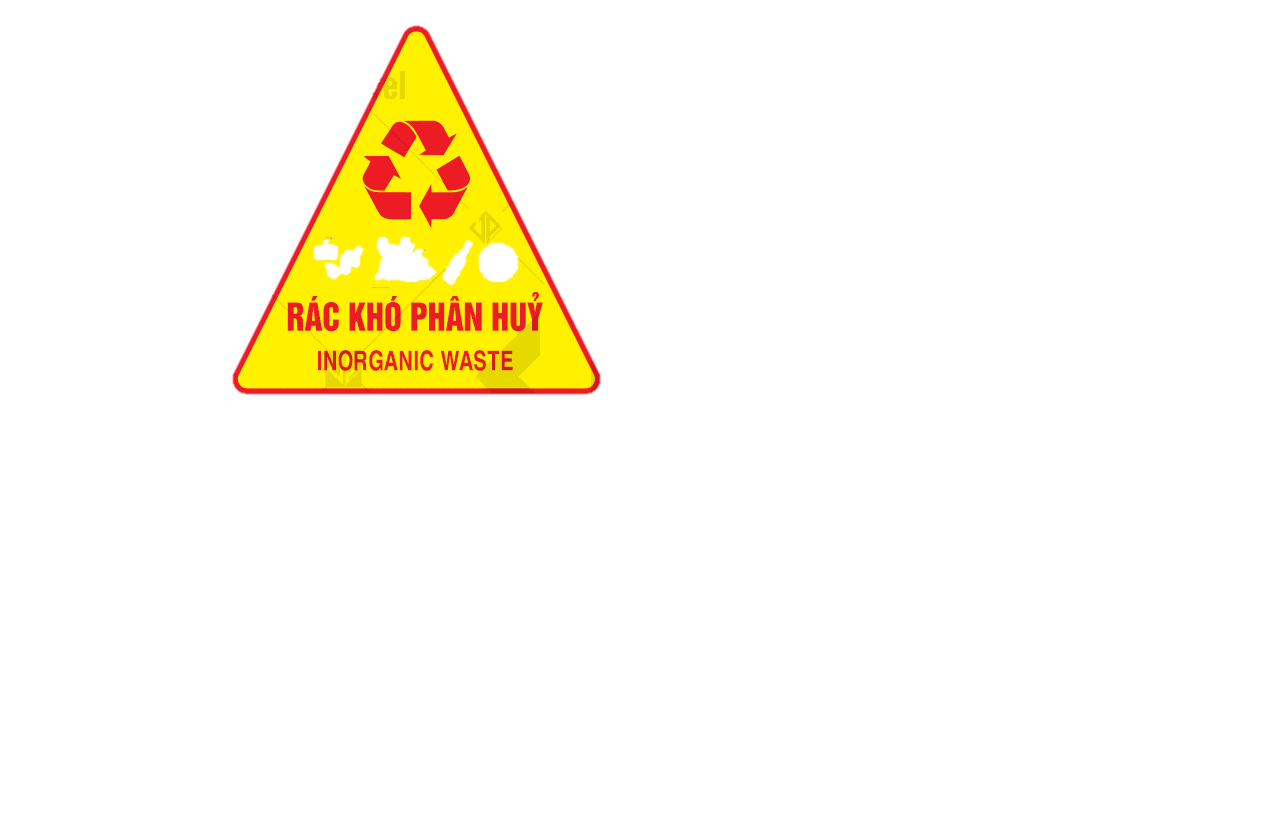 RÁC KHÓ PHÂN HUỶ
INORGANIC WASTE